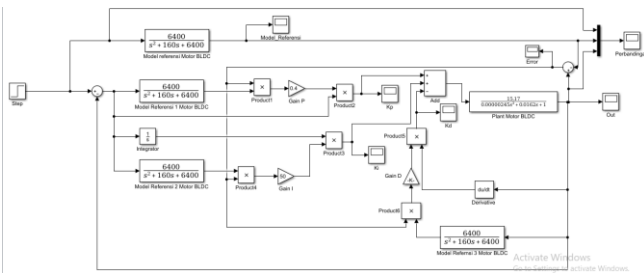 6400
s² + 160s + 6400
Model referensi Motor BLDC
Model_Referensi
Error
Perbandinga
Step
6400
s² + 160s + 6400
Model Referensi 1 Motor BLDC
Product1
0.4
Gain P
Product2
Kp
Add
Kd
15.17
Plant Motor BLDC
Out
1
s
Integrator
Product3
Ki
Product5
6400
s² + 160s + 6400
Model Referensi 2 Motor BLDC
Product4
50
Gain I
Gain D
du/dt
Derivative
Product6
6400
s² + 160s + 6400
Model Referensi 3 Motor BLDC
Activate Windows
Go to Settings to activate Windows.